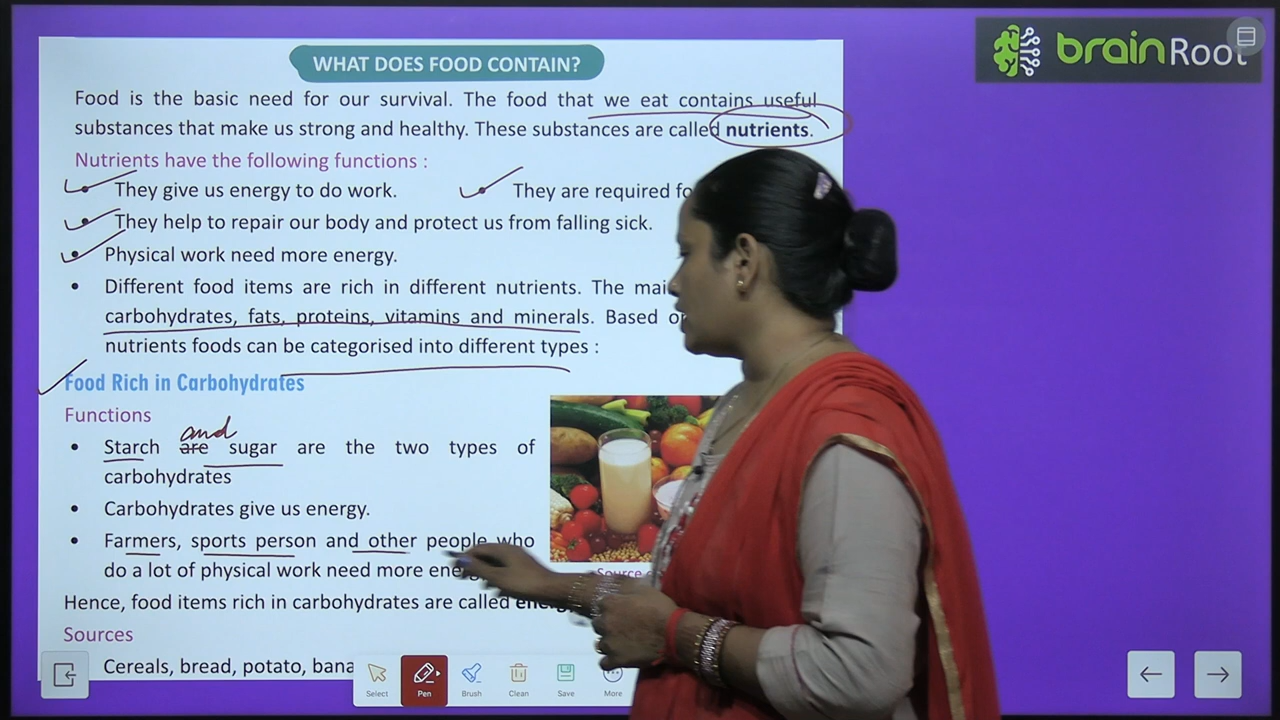 brainRoot
WHAT DOES FOOD CONTAIN?
Food is the basic need for our survival. The food that we eat contains useful
substances that make us strong and healthy. These substances are called nutrients.
Nutrients have the following functions :
They give us energy to do work. They are required
• They help to repair our body and protect us from falling sick.
• Physical work need more energy.
• Different food items are rich in different nutrients. The
carbohydrates, fats, proteins, vitamins and minerals. Based
nutrients foods can be categorised into different types :
Food Rich in Carbohydrates
Functions
and
• Starch are sugar are the two types of
carbohydrates
• Carbohydrates give us energy.
• Farmers, sports person and other people who
do a lot of physical work need more
Source
Hence, food items rich in carbohydrates are called
Sources
Cereals, bread, potato,
Select Pen Brush Clean Save More